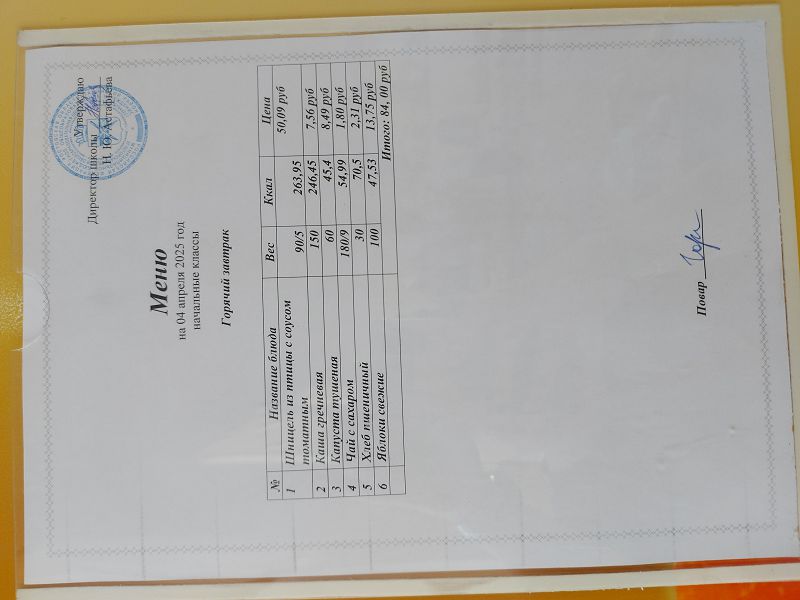 Утверждаю
Директор школы
Н. Ю. Астафьева
Меню
на 04 апреля 2025 год
начальные классы
Горячий завтрак
№ Название блюда Вес Ккал Цена
1 Шницель из птицы с соусом томатным 90/5 263,95 50,09 руб
2 Каша гречневая 150 246,45 7,56 руб
3 Капуста тушеная 60 45,4 8,49 руб
4 Чай с сахаром 180/9 54,99 1,80 руб
5 Хлеб пшеничный 30 70,5 2,31 руб
6 Яблоки свежие 100 47,53 13,75 руб
Итого: 84, 00 руб
Повар